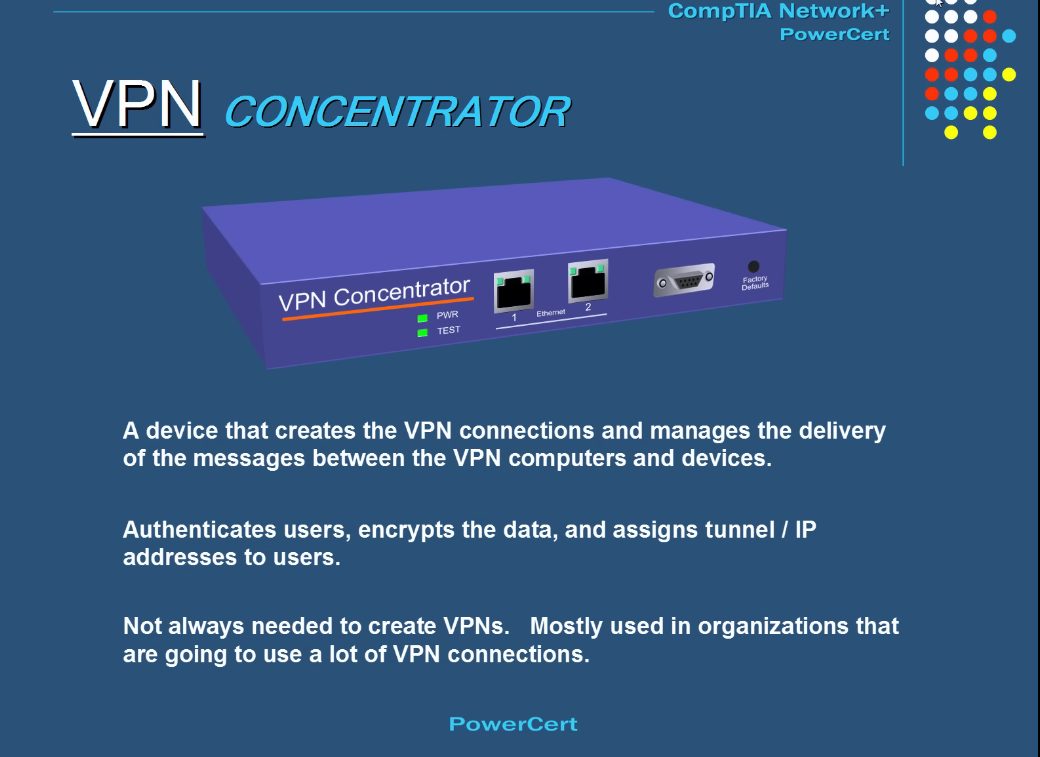 CompTIA Network+
PowerCert
VPN CONCENTRATOR
VPN Concentrator
PWR
TEST
1 Ethernet 2
Factory
Defaults
A device that creates the VPN connections and manages the delivery
of the messages between the VPN computers and devices.
Authenticates users, encrypts the data, and assigns tunnel / IP
addresses to users.
Not always needed to create VPNs.   Mostly used in organizations that
are going to use a lot of VPN connections.
PowerCert